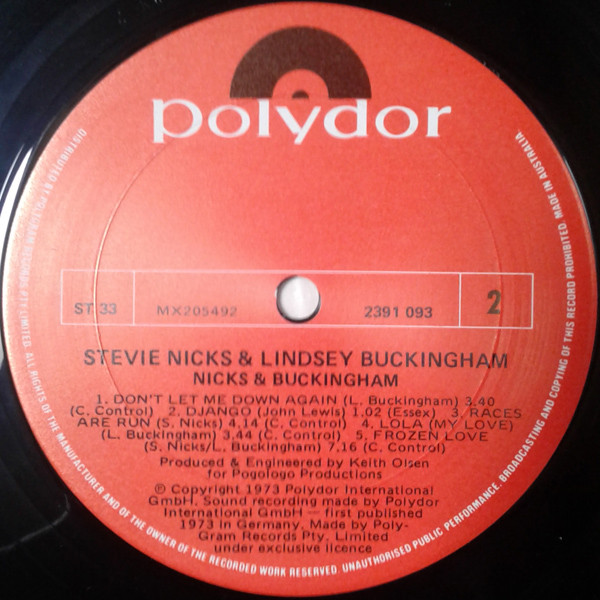 polydor
ST 33 MX205492 2391 093 2
STEVIE NICKS & LINDSEY BUCKINGHAM
NICKS & BUCKINGHAM
1. DON'T LET ME DOWN AGAIN (L. Buckingham) 3.40
(C. Control) 2. DJANGO (John Lewis) 1.02 (Essex) 3. RACES
ARE RUN (S. Nicks) 4.14 (C. Control) 4. LOLA (MY LOVE)
(L. Buckingham) 3.44 (C. Control) 5. FROZEN LOVE
(S. Nicks/L. Buckingham) 7.16 (C. Control)
Produced & Engineered by Keith Olsen
for Pogologo Productions
℗ Copyright 1973 Polydor International
GmbH. Sound recording made by Polydor
International GmbH — first published
1973 in Germany. Made by Poly-
Gram Records Pty. Limited
under exclusive licence
DISTRIBUTED BY POLYGRAM RECORDS PTY. LIMITED. ALL RIGHTS OF THE MANUFACTURER AND OF THE OWNER OF THE RECORDED WORK RESERVED. UNAUTHORISED PUBLIC PERFORMANCE, BROADCASTING AND COPYING OF THIS RECORD PROHIBITED. MADE IN AUSTRALIA